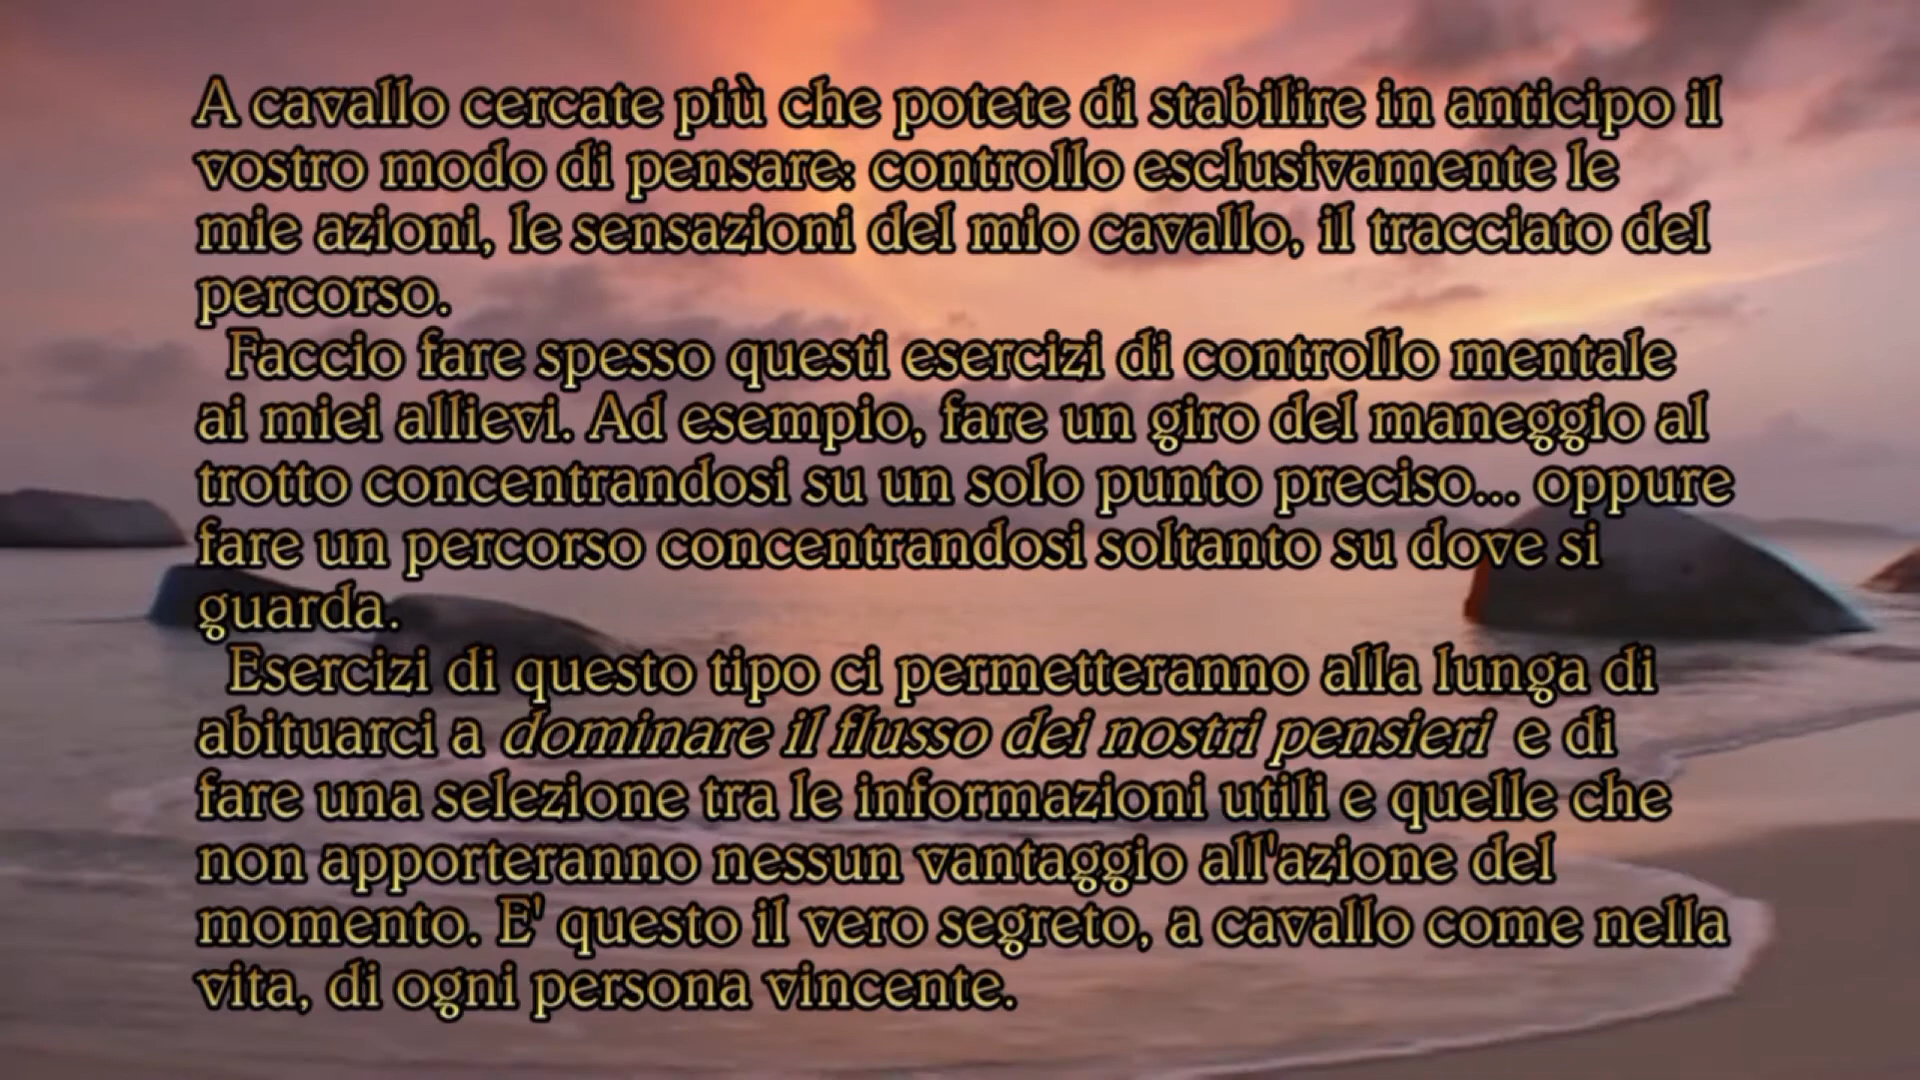 A cavallo cercate più che potete di stabilire in anticipo il
vostro modo di pensare: controllo esclusivamente le
mie azioni, le sensazioni del mio cavallo, il tracciato del
percorso.
Faccio fare spesso questi esercizi di controllo mentale
ai miei allievi. Ad esempio, fare un giro del maneggio al
trotto concentrandosi su un solo punto preciso... oppure
fare un percorso concentrandosi soltanto su dove si
guarda.
Esercizi di questo tipo ci permetteranno alla lunga di
abituarci a dominare il flusso dei nostri pensieri e di
fare una selezione tra le informazioni utili e quelle che
non apporteranno nessun vantaggio all'azione del
momento. E' questo il vero segreto, a cavallo come nella
vita, di ogni persona vincente.